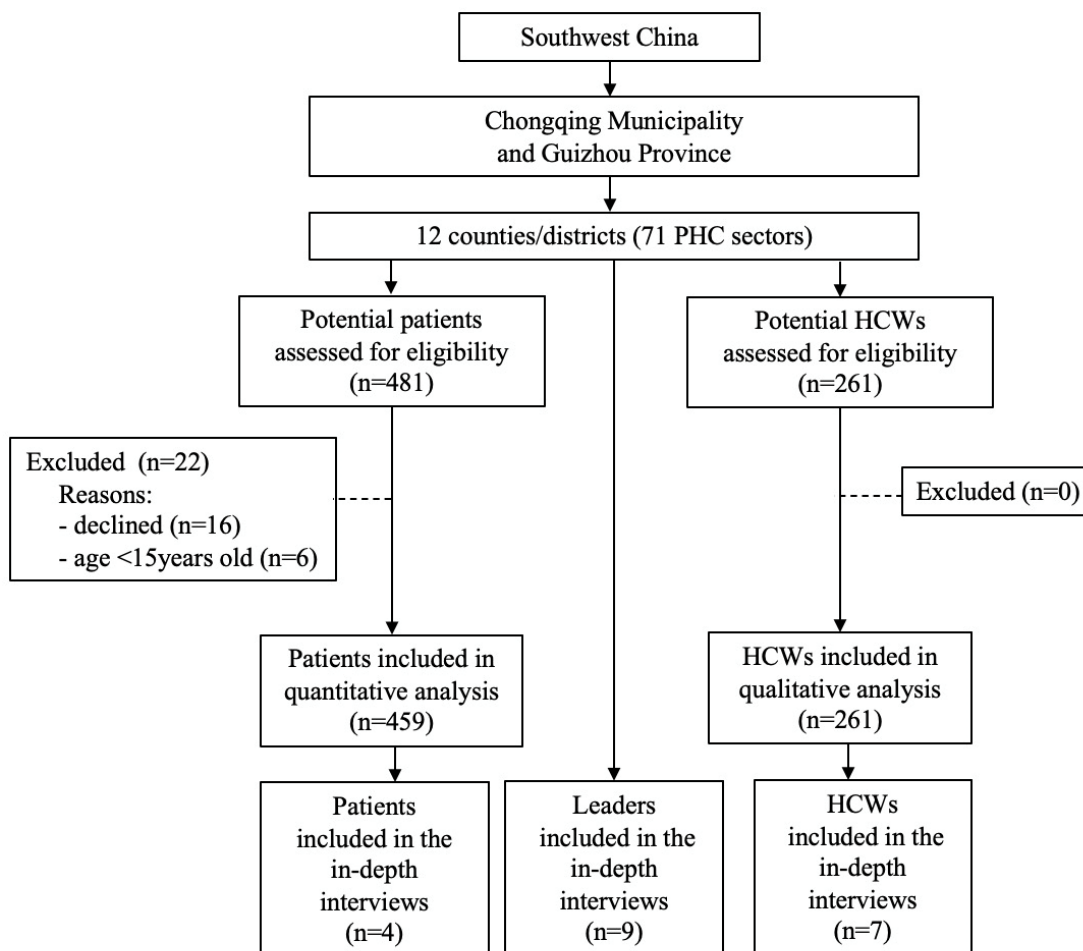 Southwest China
Chongqing Municipality
and Guizhou Province
12 counties/districts (71 PHC sectors)
Potential patients
assessed for eligibility
(n=481)
Potential HCWs
assessed for eligibility
(n=261)
Excluded (n=22)
Reasons:
- declined (n=16)
- age <15years old (n=6)
Excluded (n=0)
Patients included in
quantitative analysis
(n=459)
HCWs included in
qualitative analysis
(n=261)
Patients
included in the
in-depth
interviews
(n=4)
Leaders
included in the
in-depth
interviews
(n=9)
HCWs
included in the
in-depth
interviews
(n=7)